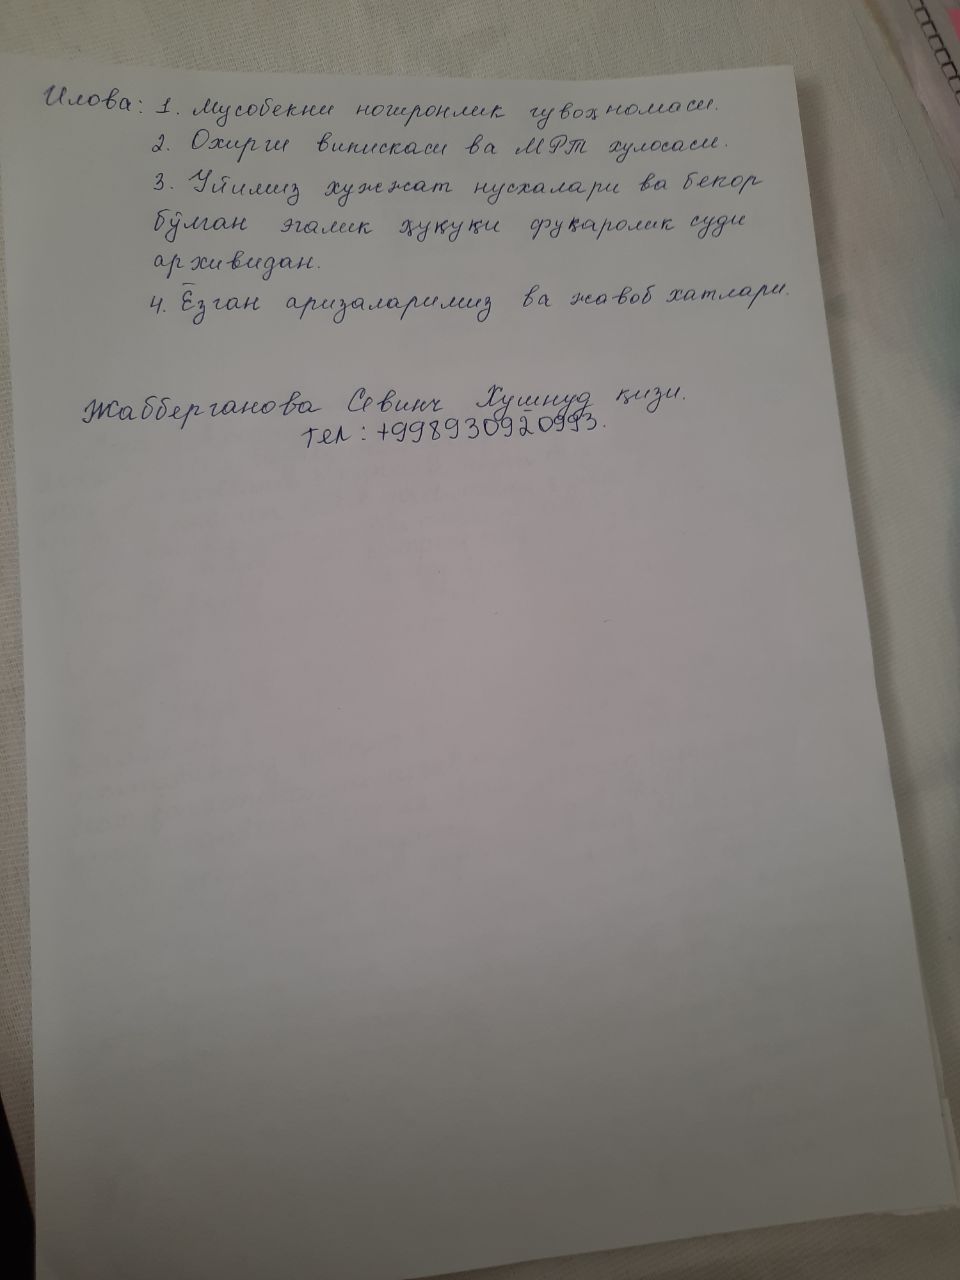 Илова: 1. Мусобекни ногиронлик гувоҳномаси.
2. Охирги випискаси ва МРТ хулосаси.
3. Уйимиз хужжат нусхалари ва бекор
бўлган эгалик ҳуқуқи фуқаролик суди
архивидан.
4. Ёзган аризаларимиз ва жавоб хатлари.
Жабберганова Севинч Хушнуд қизи.
тел: +998930920993.